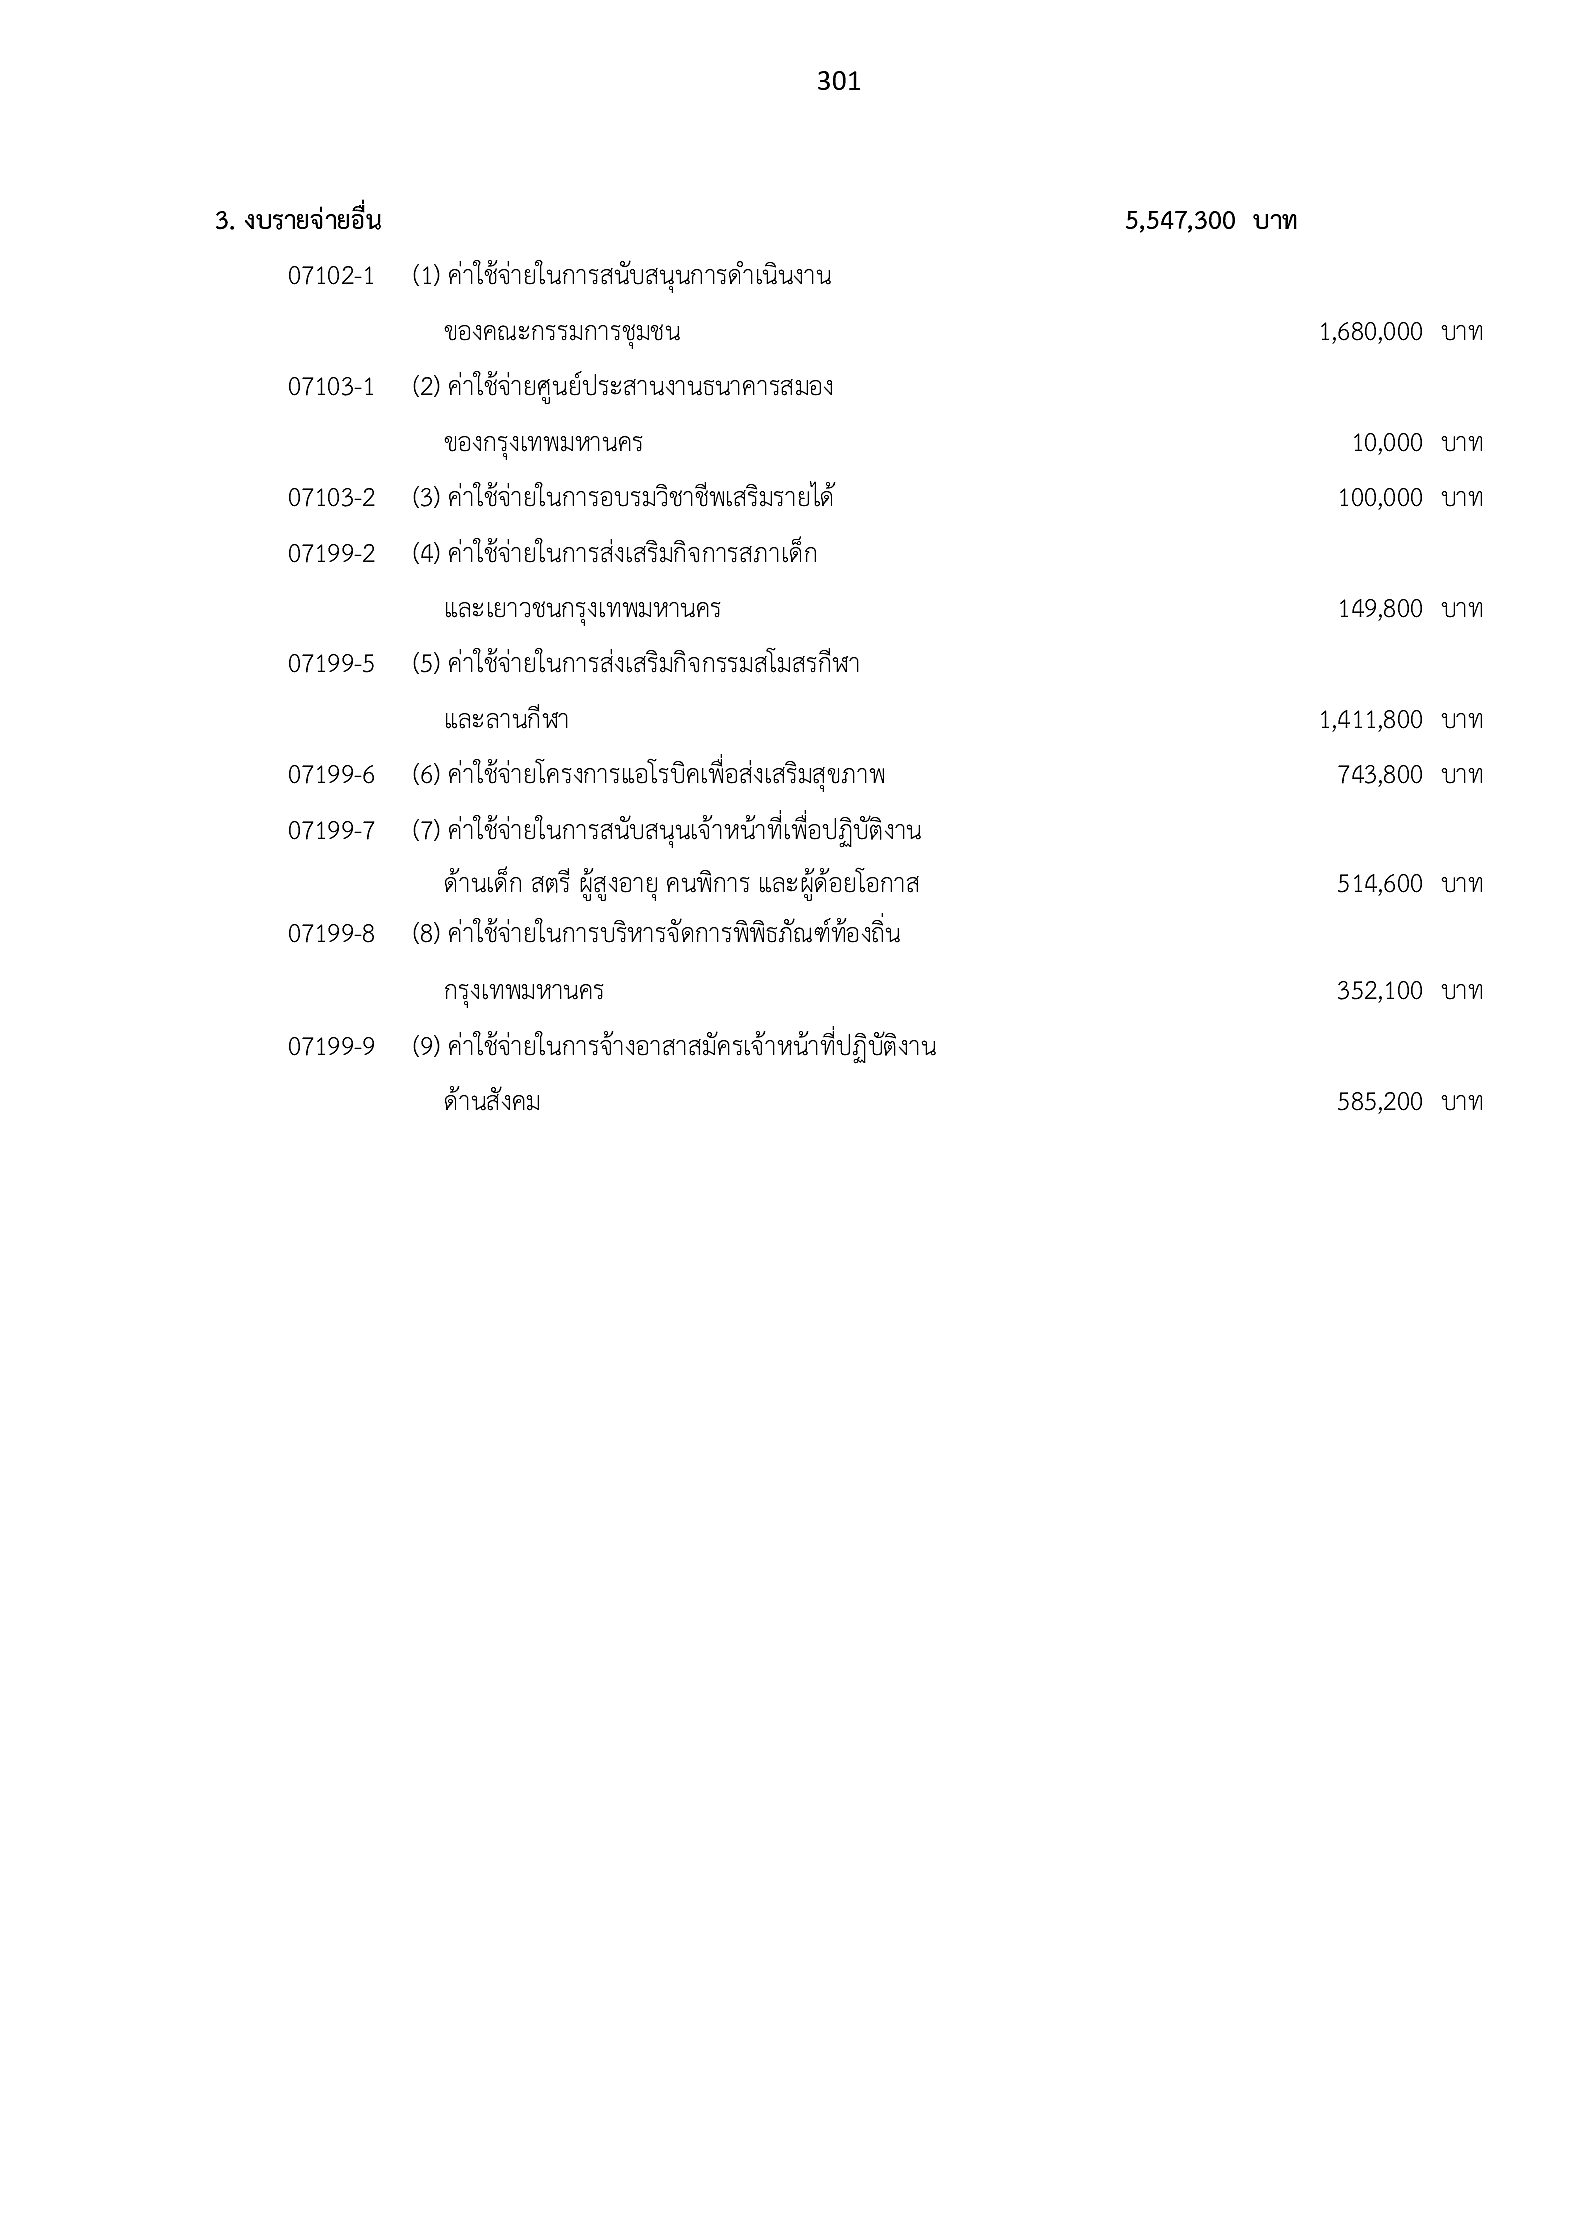 301
3. งบรายจ่ายอื่น 5,547,300 บาท
07102-1 (1) ค่าใช้จ่ายในการสนับสนุนการดำเนินงาน
ของคณะกรรมการชุมชน 1,680,000 บาท
07103-1 (2) ค่าใช้จ่ายศูนย์ประสานงานธนาคารสมอง
ของกรุงเทพมหานคร 10,000 บาท
07103-2 (3) ค่าใช้จ่ายในการอบรมวิชาชีพเสริมรายได้ 100,000 บาท
07199-2 (4) ค่าใช้จ่ายในการส่งเสริมกิจการสภาเด็ก
และเยาวชนกรุงเทพมหานคร 149,800 บาท
07199-5 (5) ค่าใช้จ่ายในการส่งเสริมกิจกรรมสโมสรกีฬา
และลานกีฬา 1,411,800 บาท
07199-6 (6) ค่าใช้จ่ายโครงการแอโรบิคเพื่อส่งเสริมสุขภาพ 743,800 บาท
07199-7 (7) ค่าใช้จ่ายในการสนับสนุนเจ้าหน้าที่เพื่อปฏิบัติงาน
ด้านเด็ก สตรี ผู้สูงอายุ คนพิการ และผู้ด้อยโอกาส 514,600 บาท
07199-8 (8) ค่าใช้จ่ายในการบริหารจัดการพิพิธภัณฑ์ท้องถิ่น
กรุงเทพมหานคร 352,100 บาท
07199-9 (9) ค่าใช้จ่ายในการจ้างอาสาสมัครเจ้าหน้าที่ปฏิบัติงาน
ด้านสังคม 585,200 บาท